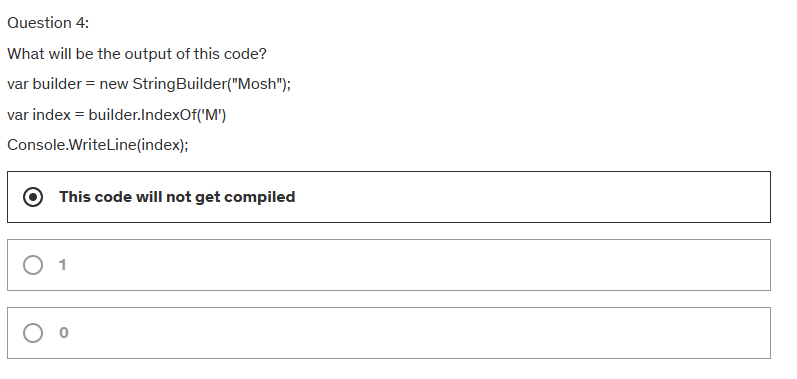 Question 4:
What will be the output of this code?
var builder = new StringBuilder("Mosh");
var index = builder.IndexOf('M')
Console.WriteLine(index);
This code will not get compiled
1
0